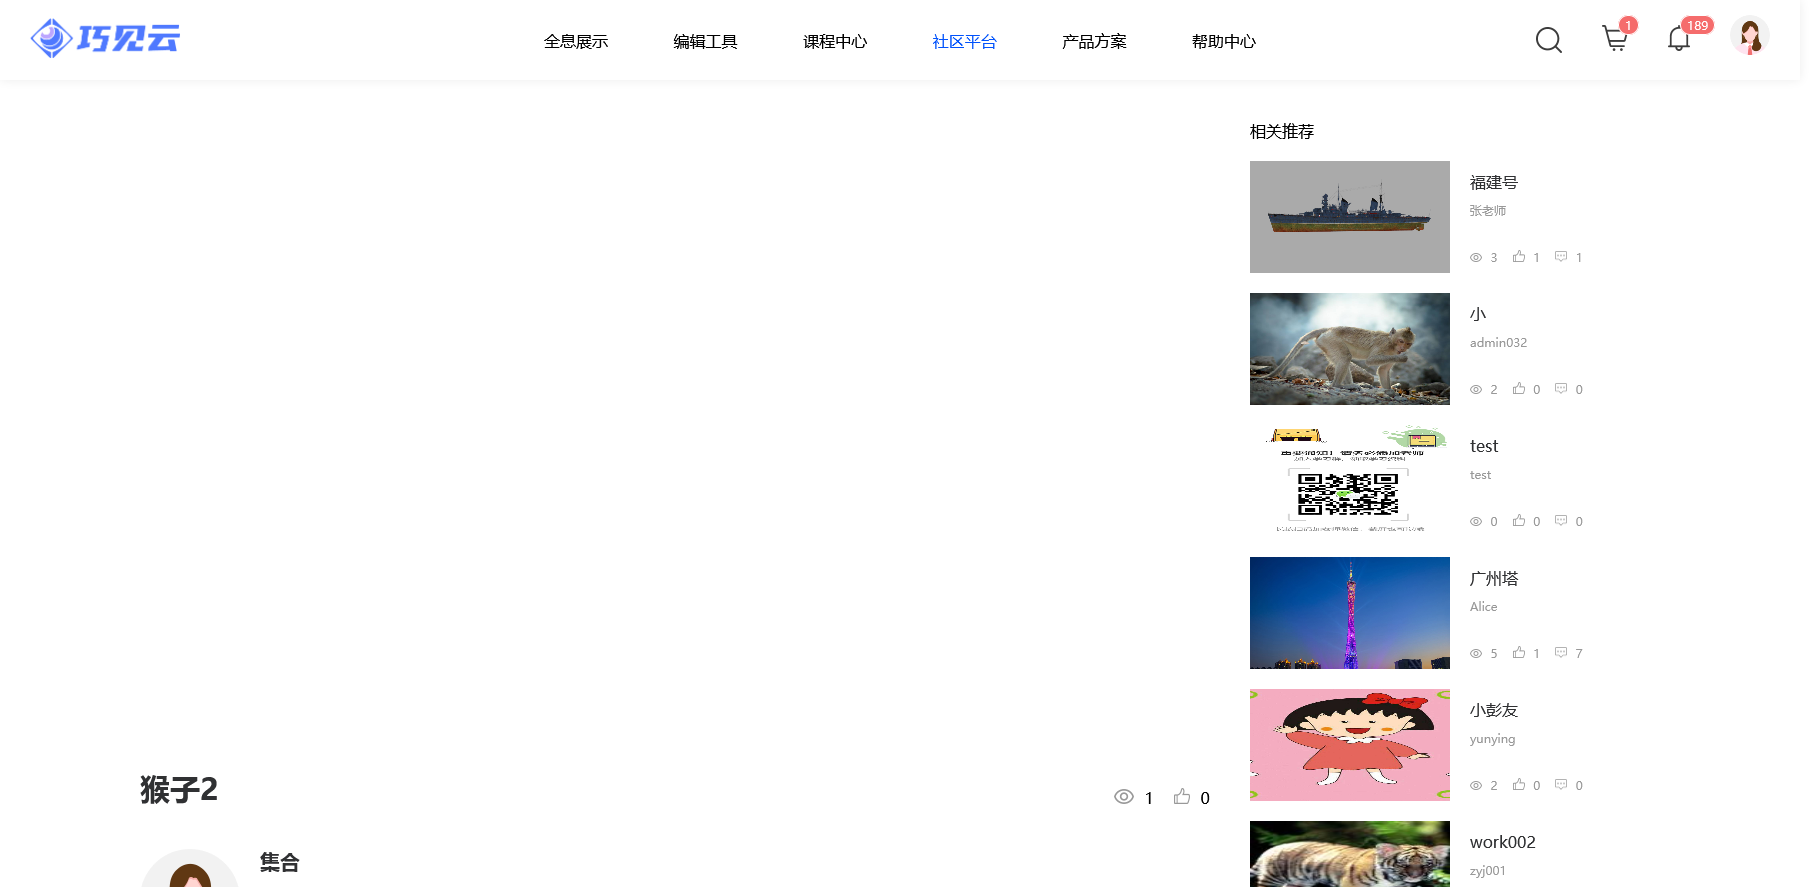 巧见云
全息展示
编辑工具
课程中心
社区平台
产品方案
帮助中心
1
189
相关推荐
福建号
张老师
3 1 1
小
admin032
2 0 0
test
test
0 0 0
广州塔
Alice
5 1 7
小彭友
yunying
2 0 0
work002
zyj001
猴子2
1 0
集合